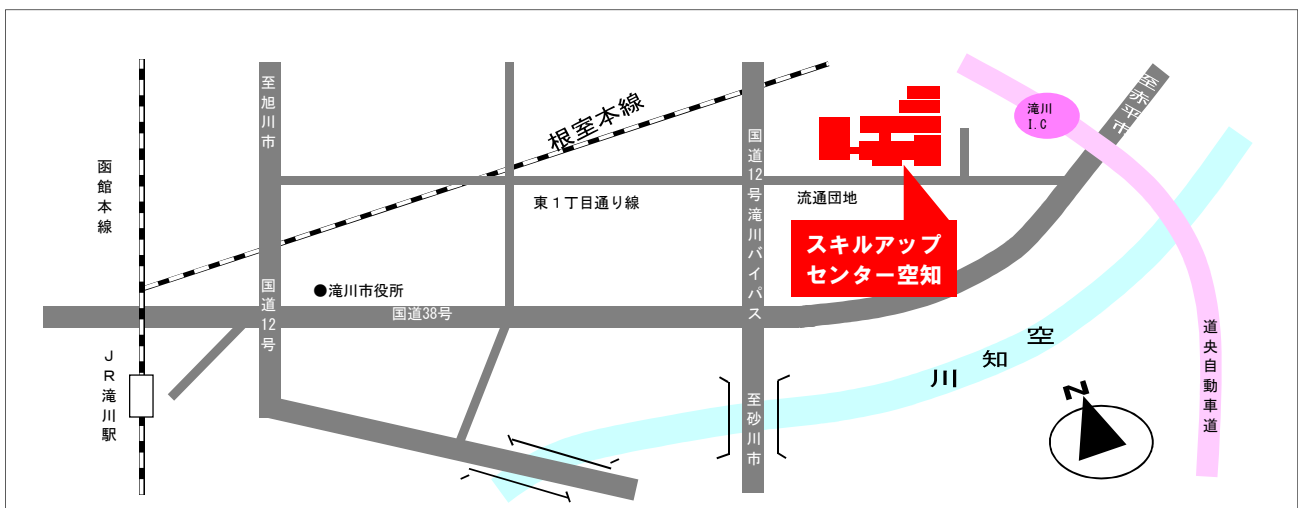 至旭川市
函館本線
根室本線
国道12号滝川バイパス
滝川
I.C
至赤平市
東１丁目通り線
流通団地
スキルアップ
センター空知
国道12号
●滝川市役所
国道38号
ＪＲ滝川駅
至砂川市
空知川
道央自動車道
N